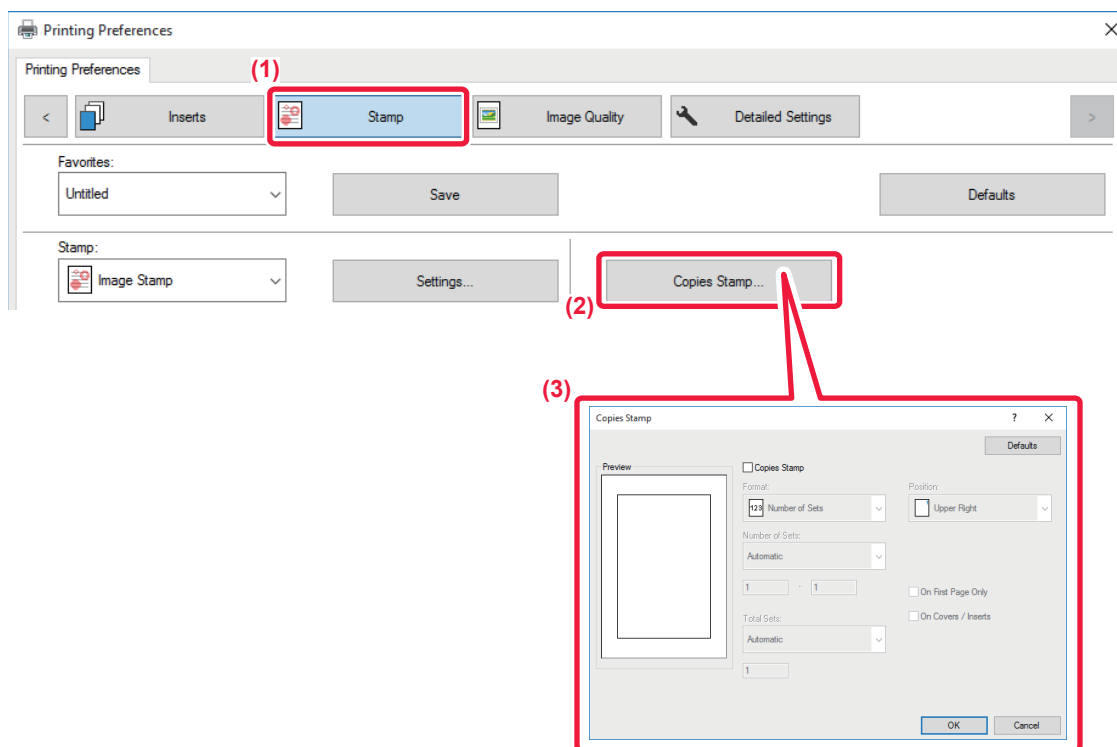 Printing Preferences
Printing Preferences
(1)
<
Inserts
Stamp
Image Quality
Detailed Settings
>
Favorites:
Untitled
Save
Defaults
Stamp:
Image Stamp
Settings...
Copies Stamp...
(2)
(3)
Copies Stamp
?
Defaults
Preview
Copies Stamp
Format:
Position:
123 Number of Sets
Upper Right
Number of Sets:
Automatic
1 - 1
On First Page Only
Total Sets:
On Covers / Inserts
Automatic
1
OK
Cancel